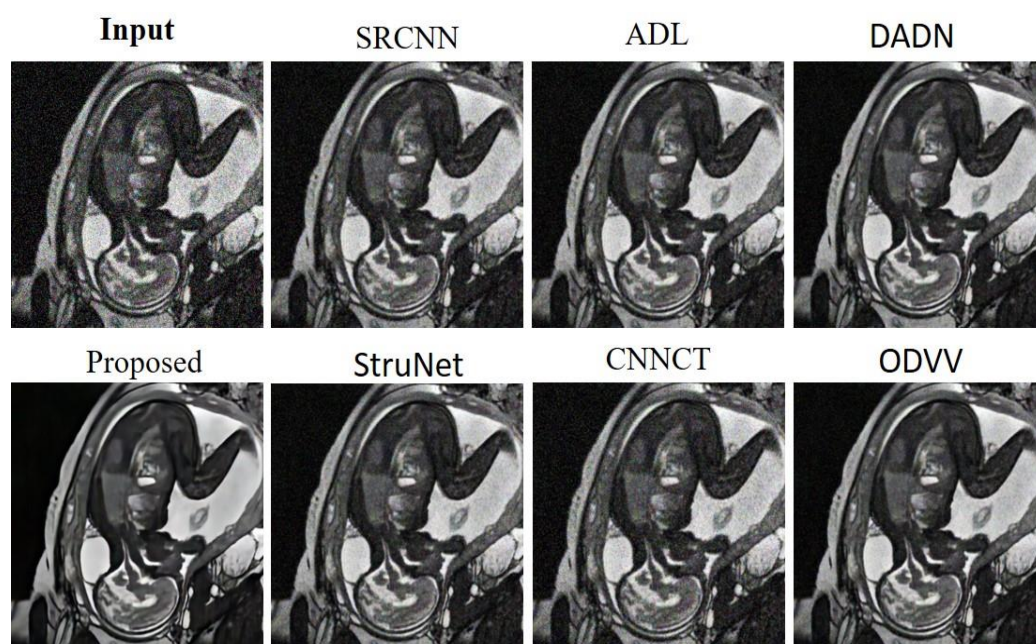 Input
SRCNN
ADL
DADN
Proposed
StruNet
CNNCT
ODVV